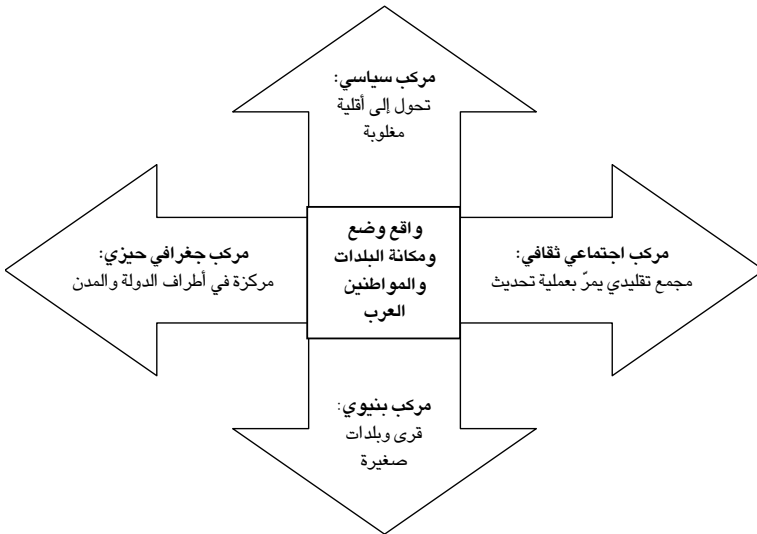 مركب سياسي:
تحول إلى أقلية
مغلوبة
مركب اجتماعي ثقافي:
مجمع تقليدي يمرّ بعملية تحديث
واقع وضع
ومكانة البلدات
والمواطنين
العرب
مركب جغرافي حيزي:
مركزة في أطراف الدولة والمدن
مركب بنيوي:
قرى وبلدات
صغيرة